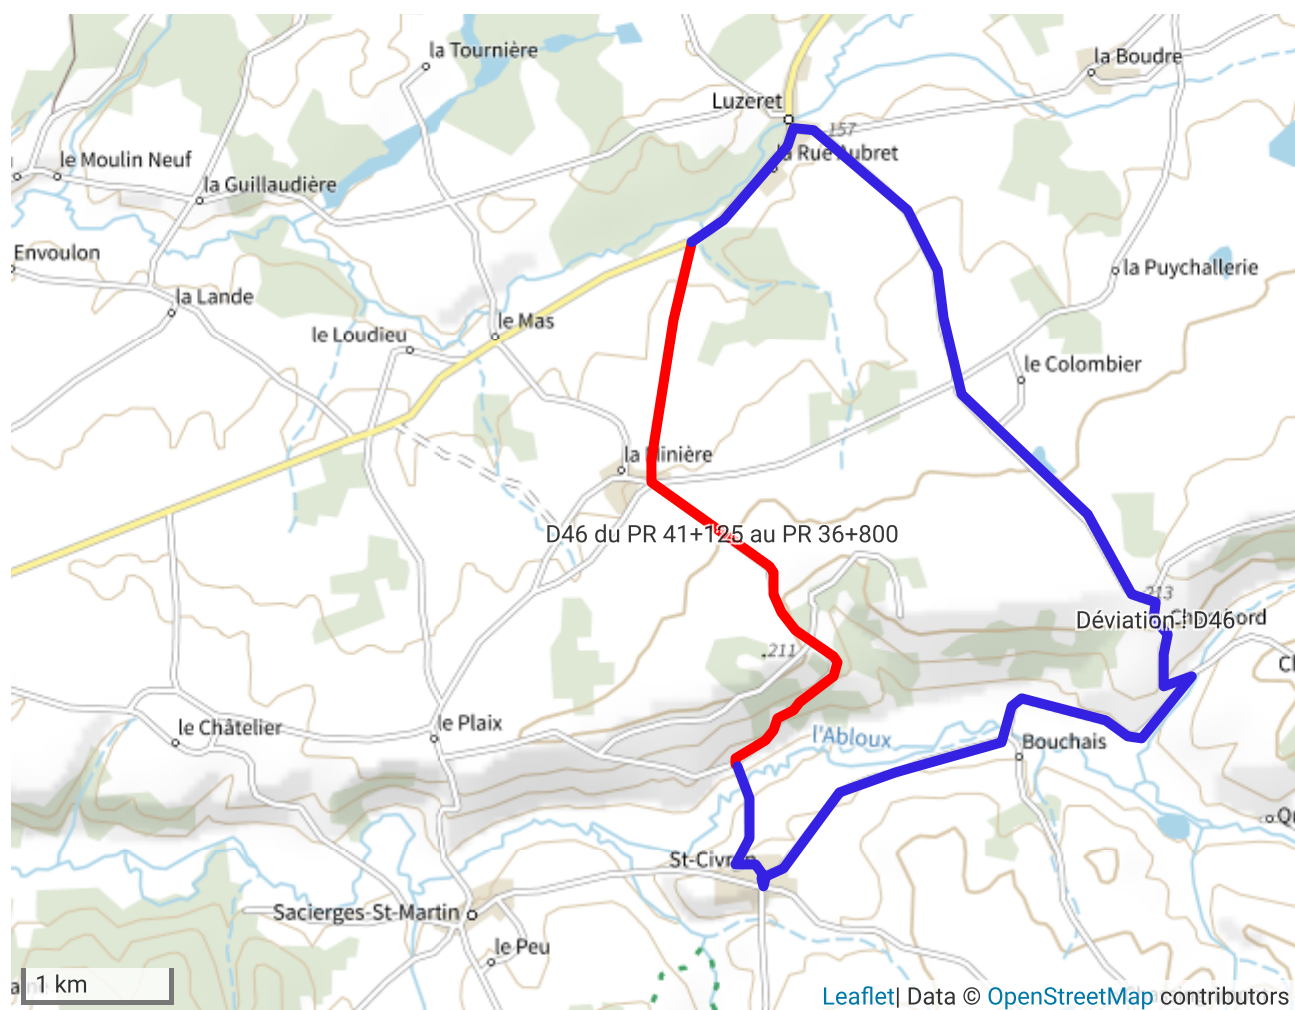 la Tournière
la Boudre
Luzeret
157
la Rue Aubret
le Moulin Neuf
la Guillaudière
Envoulon
la Puychallerie
la Lande
le Mas
le Loudieu
le Colombier
la Minière
D46 du PR 41+125 au PR 36+800
213
Déviation : D46
211
le Châtelier
le Plaix
l'Abloux
Bouchais
St-Civran
Sacierges-St-Martin
le Peu
1 km
Leaflet | Data © OpenStreetMap contributors